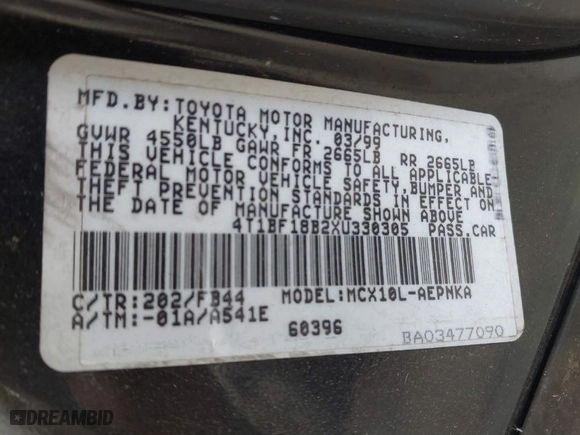 MFD.BY:TOYOTA MOTOR MANUFACTURING,
KENTUCKY,INC. 03/99
GVWR 4550LB GAWR FR 2665LB RR 2665LB
THIS VEHICLE CONFORMS TO ALL APPLICABLE
FEDERAL MOTOR VEHICLE SAFETY,BUMPER AND
THEFT PREVENTION STANDARDS IN EFFECT ON
THE DATE OF MANUFACTURE SHOWN ABOVE
4T1BF18B2XU330305 PASS.CAR
C/TR:202/FB44 MODEL:MCX10L-AEPNKA
A/TM:-01A/A541E
60396
BA03477090
DREAMBID